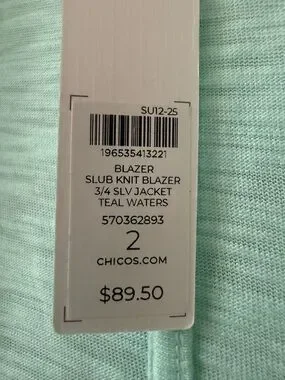 SU12-25
196535413221
BLAZER
SLUB KNIT BLAZER
3/4 SLV JACKET
TEAL WATERS
570362893
2
CHICOS.COM
$89.50